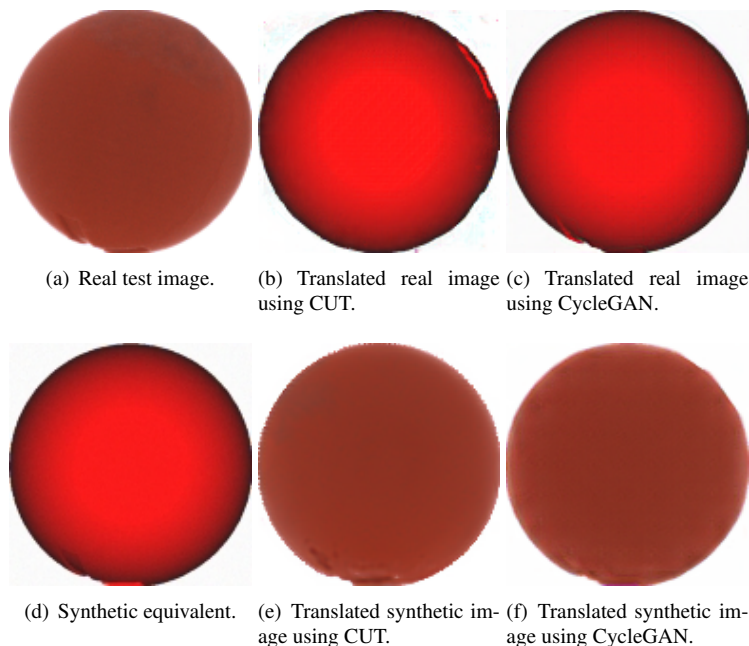 (a) Real test image.
(b) Translated real image
using CUT.
(c) Translated real image
using CycleGAN.
(d) Synthetic equivalent.
(e) Translated synthetic im-
age using CUT.
(f) Translated synthetic im-
age using CycleGAN.